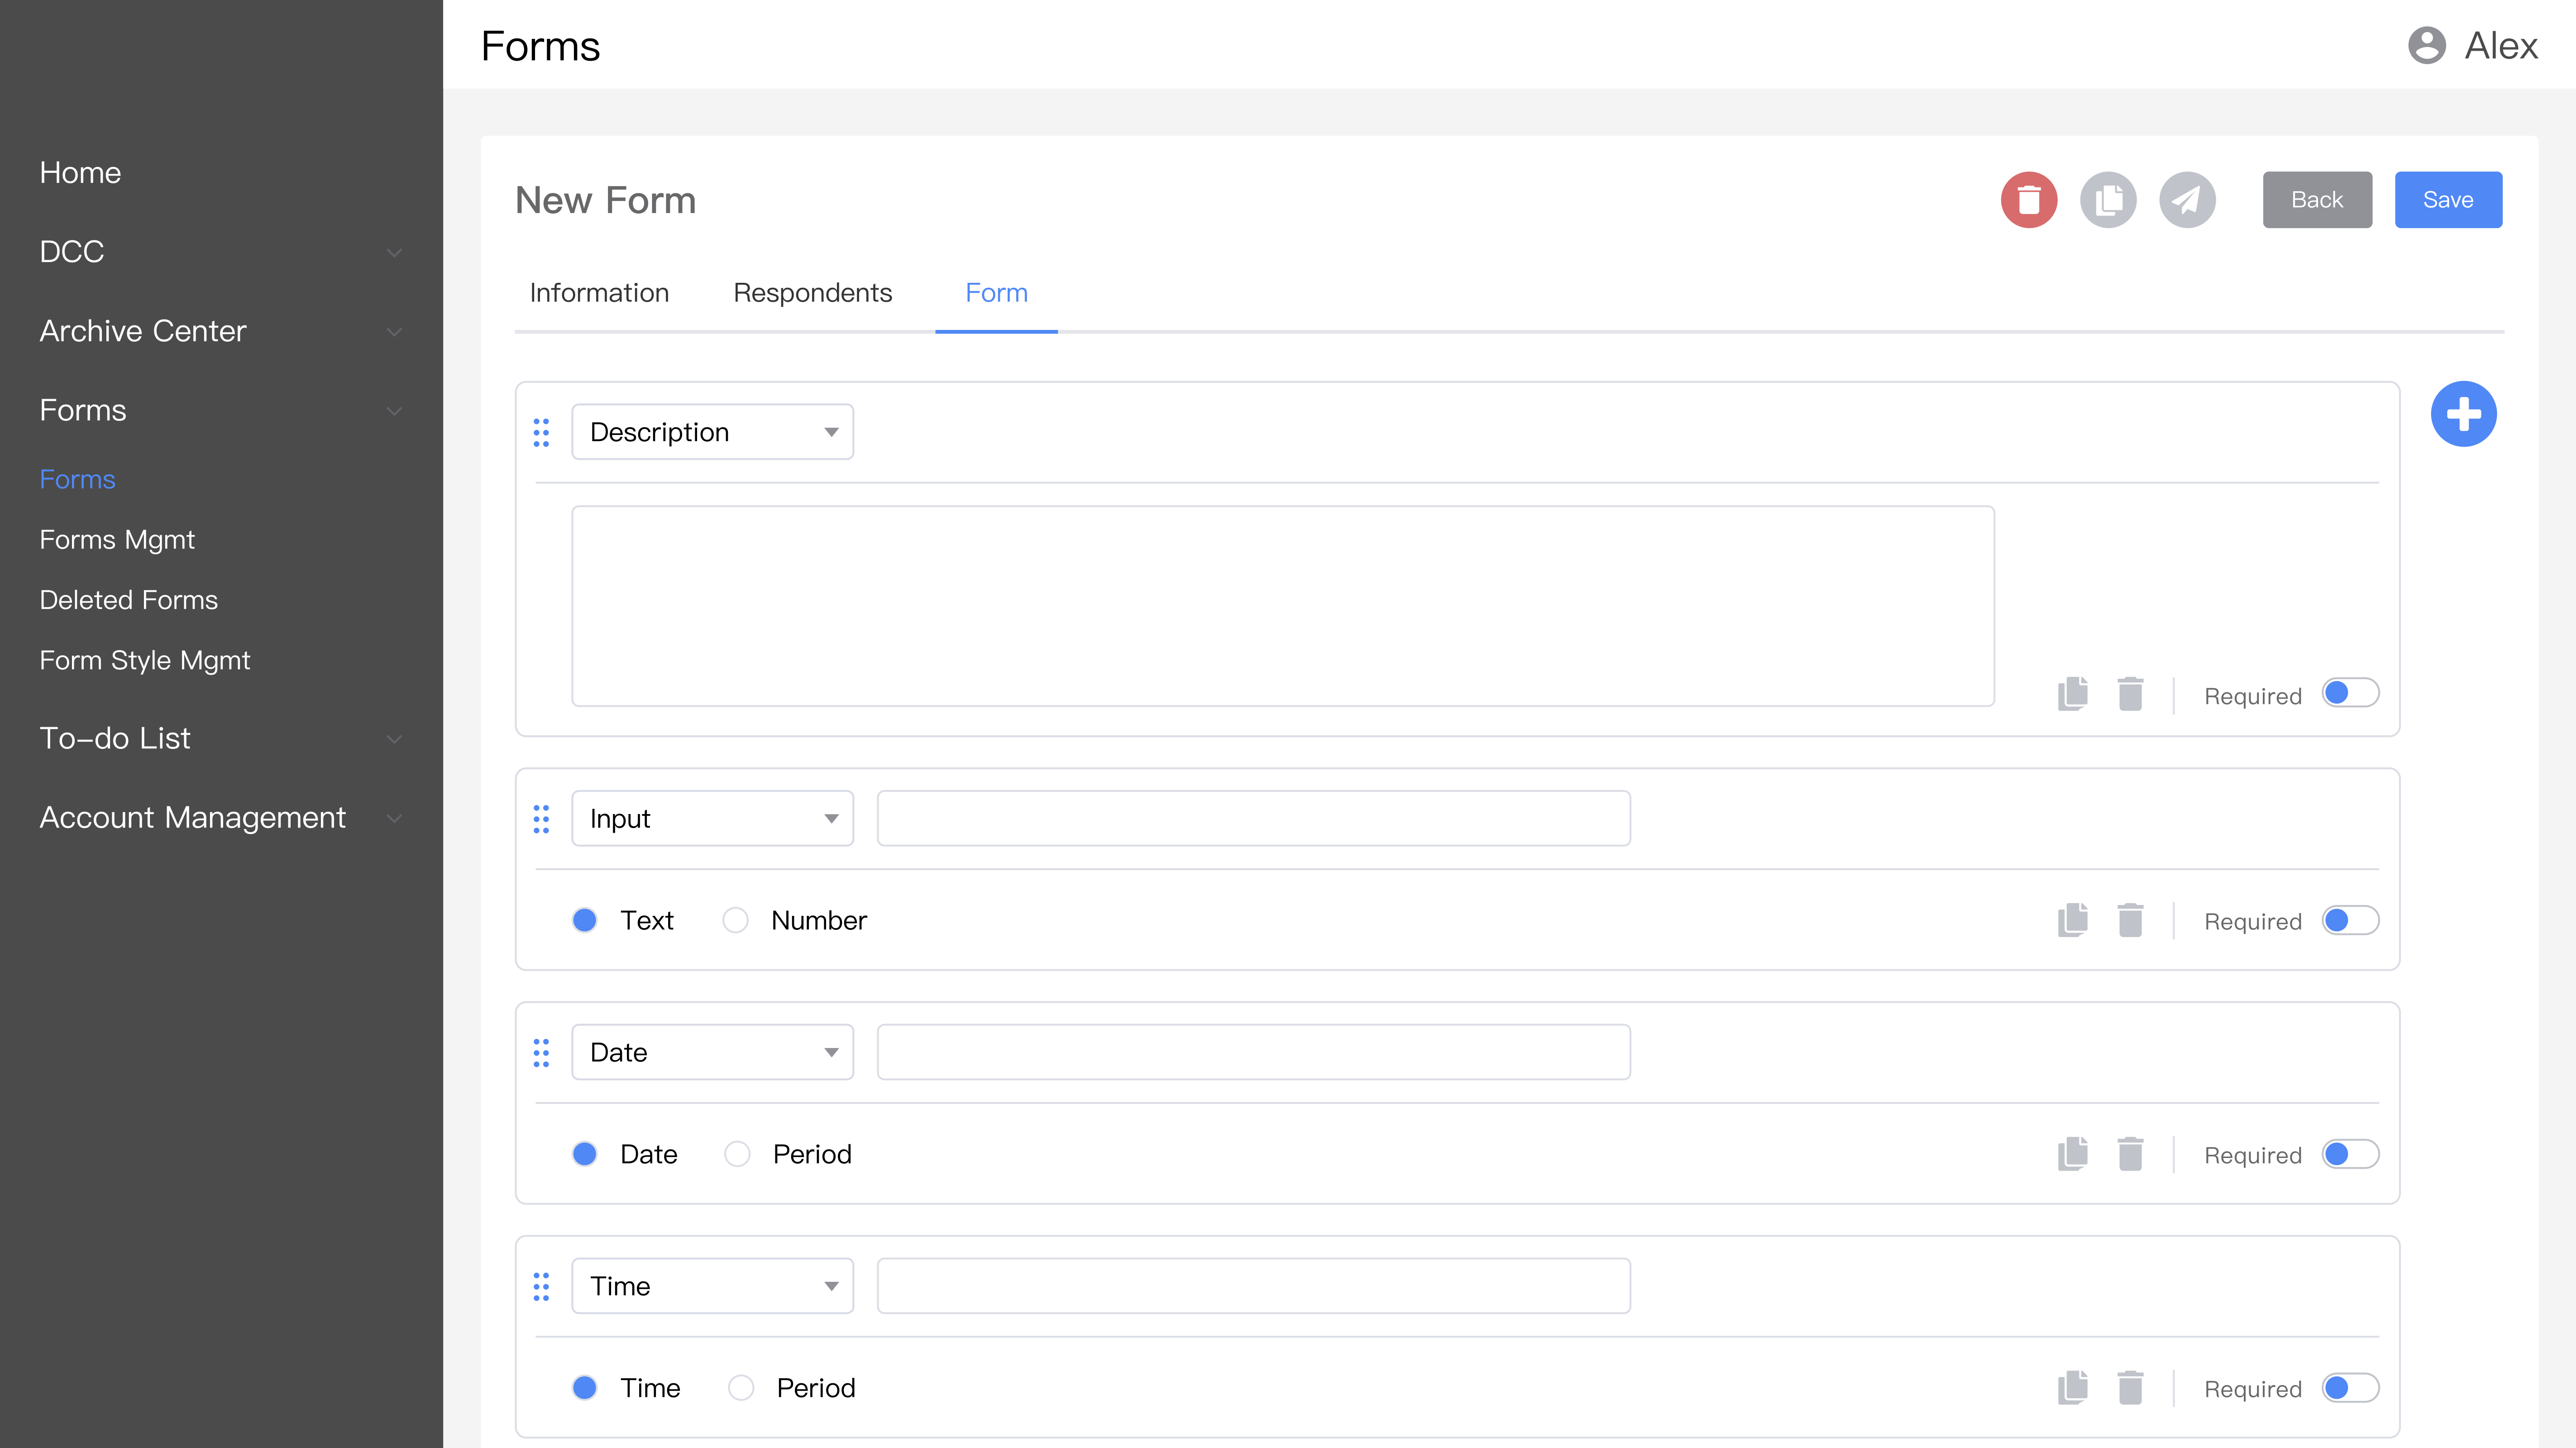 Forms
Alex
Home
DCC
Archive Center
Forms
Forms
Forms Mgmt
Deleted Forms
Form Style Mgmt
To-do List
Account Management
New Form
Back
Save
Information
Respondents
Form
Description
Required
Input
Text
Number
Required
Date
Date
Period
Required
Time
Time
Period
Required